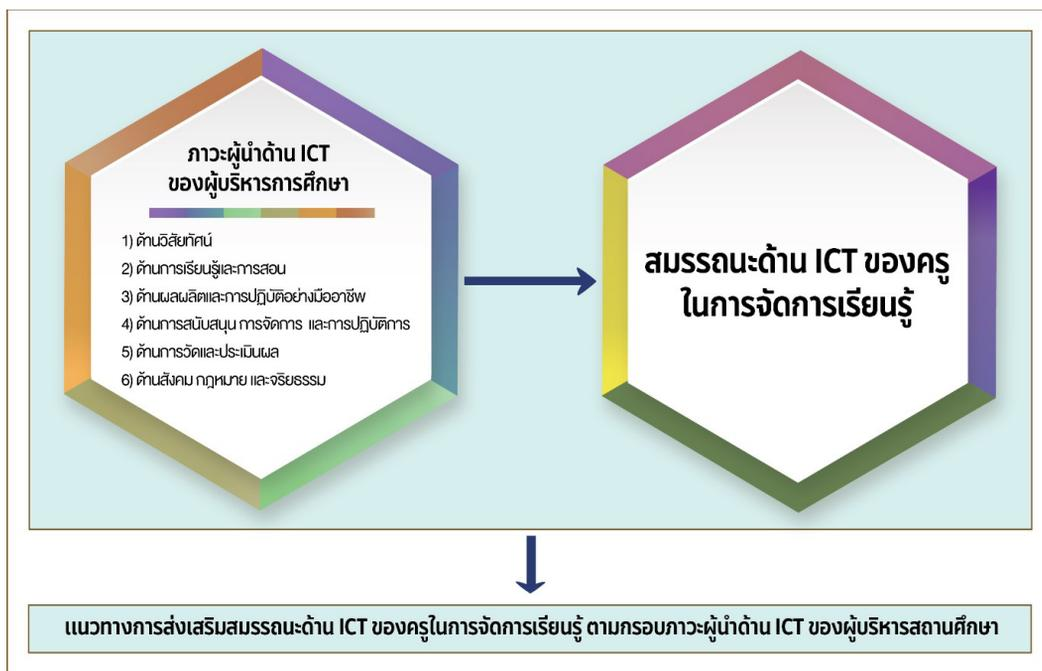 ภาวะผู้นำด้าน ICT
ของผู้บริหารการศึกษา
1) ด้านวิสัยทัศน์
2) ด้านการเรียนรู้และการสอน
3) ด้านผลผลิตและการปฏิบัติอย่างมืออาชีพ
4) ด้านการสนับสนุน การจัดการ และการปฏิบัติการ
5) ด้านการวัดและประเมินผล
6) ด้านสังคม กฎหมาย และจริยธรรม
สมรรถนะด้าน ICT ของครู
ในการจัดการเรียนรู้
แนวทางการส่งเสริมสมรรถนะด้าน ICT ของครูในการจัดการเรียนรู้ ตามกรอบภาวะผู้นำด้าน ICT ของผู้บริหารสถานศึกษา